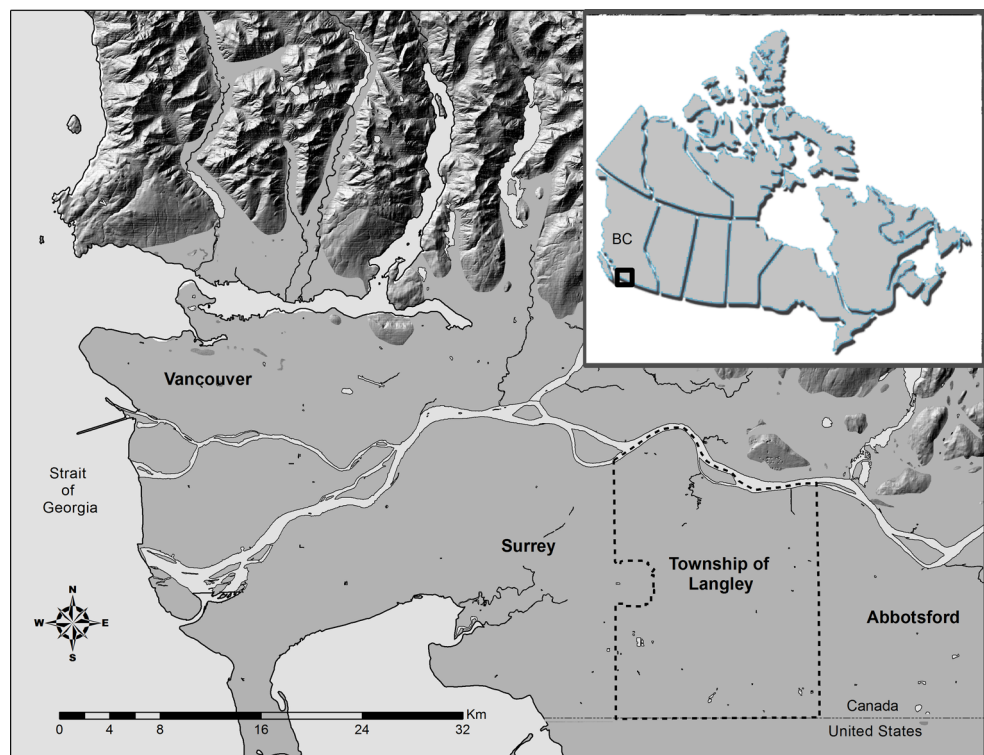 BC
Vancouver
Strait
of
Georgia
Surrey
Township of
Langley
Abbotsford
N
W E
S
Canada
United States
Km
0 4 8 16 24 32